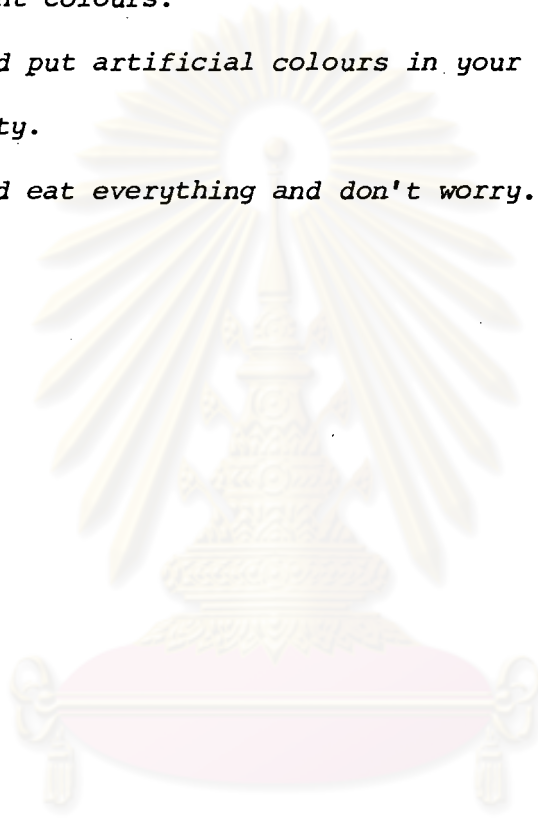 nt colours.
d put artificial colours in your
ty.
d eat everything and don't worry.